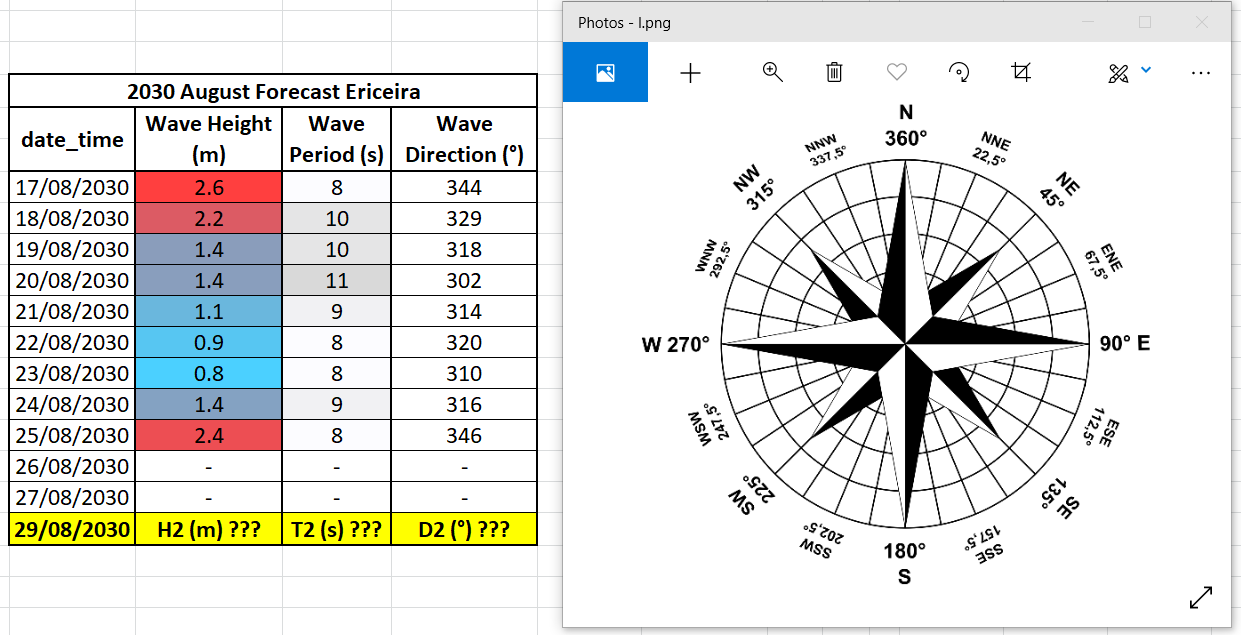 2030 August Forecast Ericeira
date_time Wave Height (m) Wave Period (s) Wave Direction (°)
17/08/2030 2.6 8 344
18/08/2030 2.2 10 329
19/08/2030 1.4 10 318
20/08/2030 1.4 11 302
21/08/2030 1.1 9 314
22/08/2030 0.9 8 320
23/08/2030 0.8 8 310
24/08/2030 1.4 9 316
25/08/2030 2.4 8 346
26/08/2030 - - -
27/08/2030 - - -
29/08/2030 H2 (m) ??? T2 (s) ??? D2 (°) ???
Photos - l.png
N
360°
NNE
22,5°
NE
45°
ENE
67,5°
90° E
ESE
112,5°
SE
135°
SSE
157,5°
180°
S
SSW
202,5°
SW
225°
WSW
247,5°
W 270°
WNW
292,5°
NW
315°
NNW
337,5°